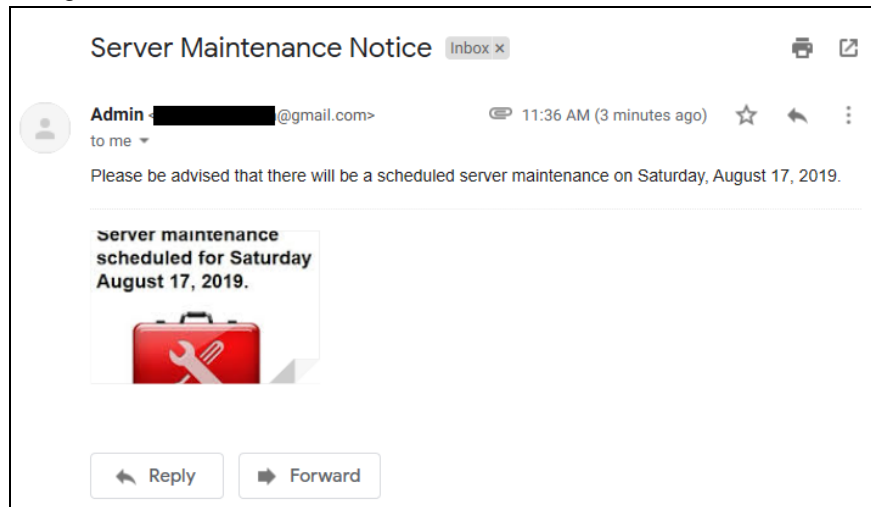 Server Maintenance Notice Inbox x
Admin < @gmail.com> 11:36 AM (3 minutes ago)
to me
Please be advised that there will be a scheduled server maintenance on Saturday, August 17, 2019.
Server maintenance
scheduled for Saturday
August 17, 2019.
Reply Forward